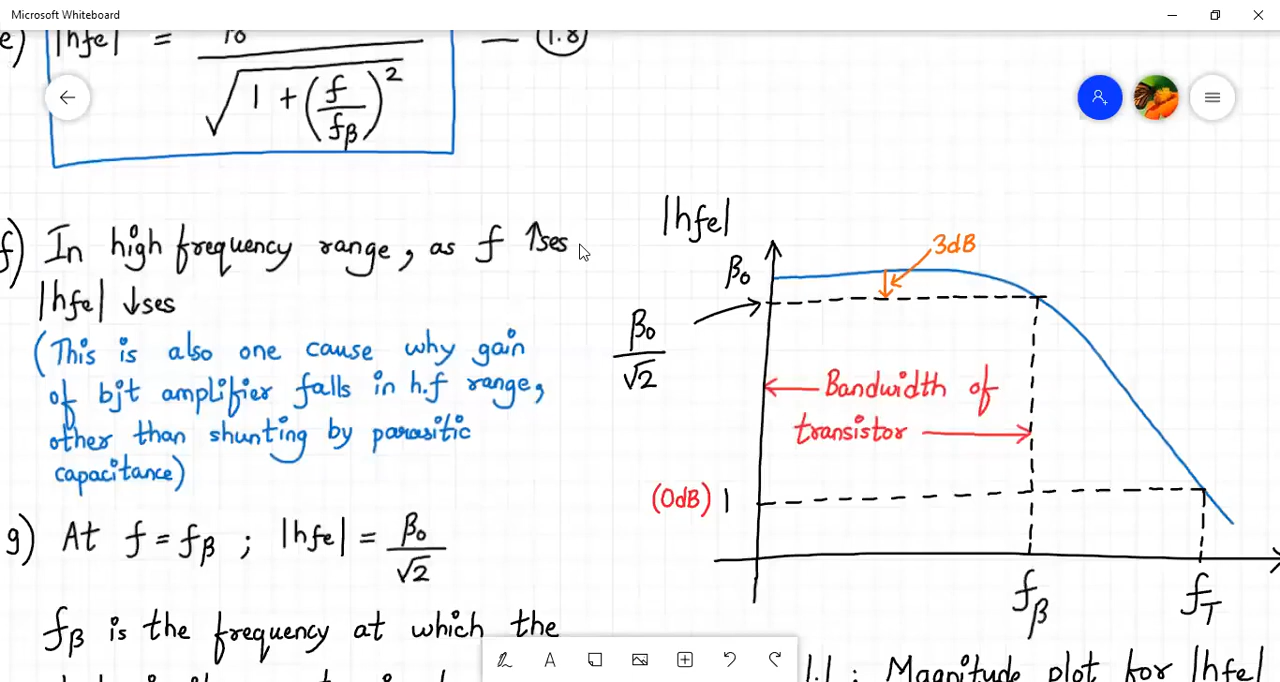 Microsoft Whiteboard
e) |hfe| = — (1.8)
√ 1 + (f / fβ)²
f) In high frequency range, as f ↑ses
|hfe| ↓ses
(This is also one cause why gain
of bjt amplifier falls in h.f range,
other than shunting by parasitic
capacitance)
g) At f = fβ ; |hfe| = β₀ / √2
fβ is the frequency at which the
|hfe|
3dB
β₀
β₀ / √2
← Bandwidth of
transistor →
(0dB) 1
fβ
fT
1.1 : Magnitude plot for |hfe|